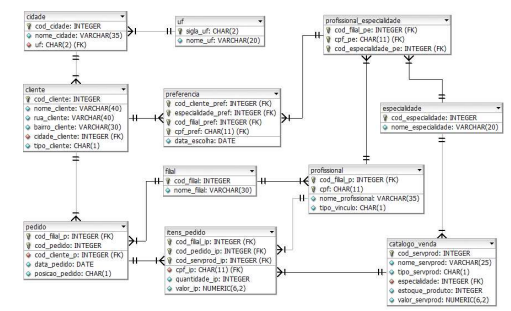 cidade
cod_cidade: INTEGER
nome_cidade: VARCHAR(35)
uf: CHAR(2) (FK)
uf
sigla_uf: CHAR(2)
nome_uf: VARCHAR(20)
profissional_especialidade
cod_filial_pe: INTEGER (FK)
cpf_pe: CHAR(11) (FK)
cod_especialidade_pe: INTEGER (FK)
cliente
cod_cliente: INTEGER
nome_cliente: VARCHAR(40)
rua_cliente: VARCHAR(40)
bairro_cliente: VARCHAR(30)
cidade_cliente: INTEGER (FK)
tipo_cliente: CHAR(1)
preferencia
cod_cliente_pref: INTEGER (FK)
especialidade_pref: INTEGER (FK)
cod_filial_pref: INTEGER (FK)
cpf_pref: CHAR(11) (FK)
data_escolha: DATE
especialidade
cod_especialidade: INTEGER
nome_especialidade: VARCHAR(20)
filial
cod_filial: INTEGER
nome_filial: VARCHAR(30)
profissional
cod_filial_p: INTEGER (FK)
cpf: CHAR(11)
nome_profissional: VARCHAR(35)
tipo_vinculo: CHAR(1)
pedido
cod_filial_p: INTEGER (FK)
cod_pedido: INTEGER
cod_cliente_p: INTEGER (FK)
data_pedido: DATE
posicao_pedido: CHAR(1)
itens_pedido
cod_filial_ip: INTEGER (FK)
cod_pedido_ip: INTEGER (FK)
cod_servprod_ip: INTEGER (FK)
cpf_ip: CHAR(11) (FK)
quantidade_ip: INTEGER
valor_ip: NUMERIC(6,2)
catalogo_venda
cod_servprod: INTEGER
nome_servprod: VARCHAR(25)
tipo_servprod: CHAR(1)
especialidade: INTEGER (FK)
estoque_produto: INTEGER
valor_servprod: NUMERIC(6,2)